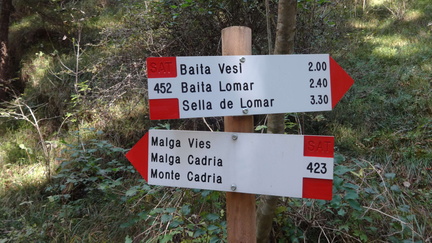 SAT Baita Vesi 2.00
452 Baita Lomar 2.40
Sella de Lomar 3.30
Malga Vies SAT
Malga Cadria 423
Monte Cadria